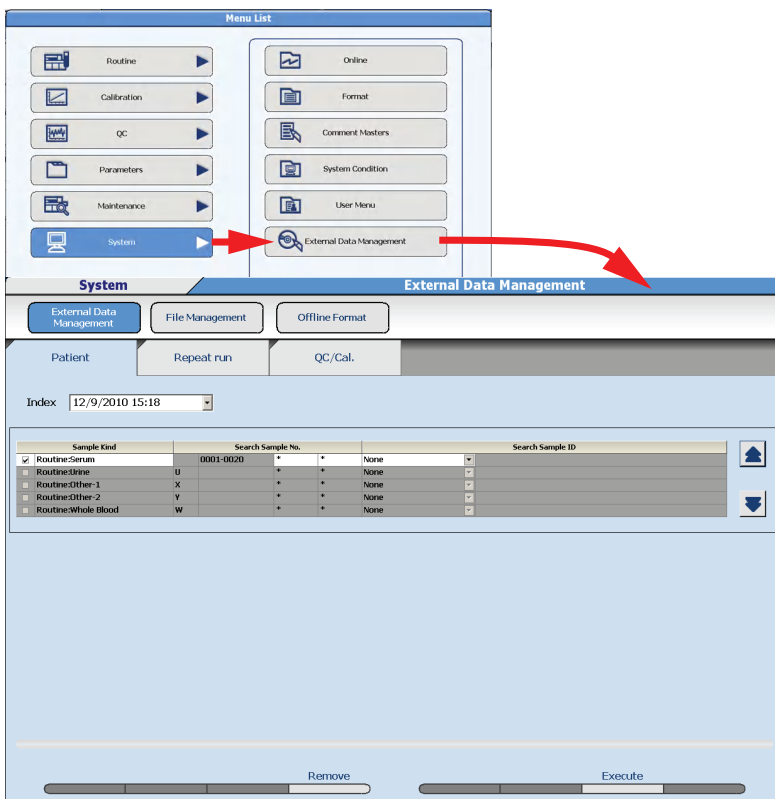 Menu List
Routine
Online
Calibration
Format
QC
Comment Masters
Parameters
System Condition
Maintenance
User Menu
System
External Data Management
System
External Data Management
External Data
Management
File Management
Offline Format
Patient
Repeat run
QC/Cal.
Index 12/9/2010 15:18
Sample Kind Search Sample No. Search Sample ID
Routine:Serum 0001-0020 * * None
Routine:Urine U * * None
Routine:Other-1 X * * None
Routine:Other-2 Y * * None
Routine:Whole Blood W * * None
Remove Execute